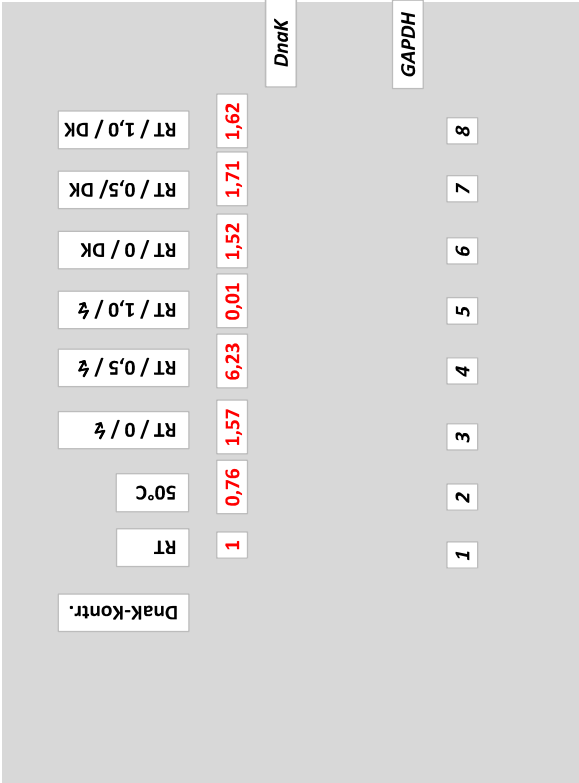 DnaK-Kontr.
RT
50°C
RT / 0 / ↯
RT / 0,5 / ↯
RT / 1,0 / ↯
RT / 0 / DK
RT / 0,5/ DK
RT / 1,0 / DK
1
0,76
1,57
6,23
0,01
1,52
1,71
1,62
DnaK
GAPDH
1
2
3
4
5
6
7
8